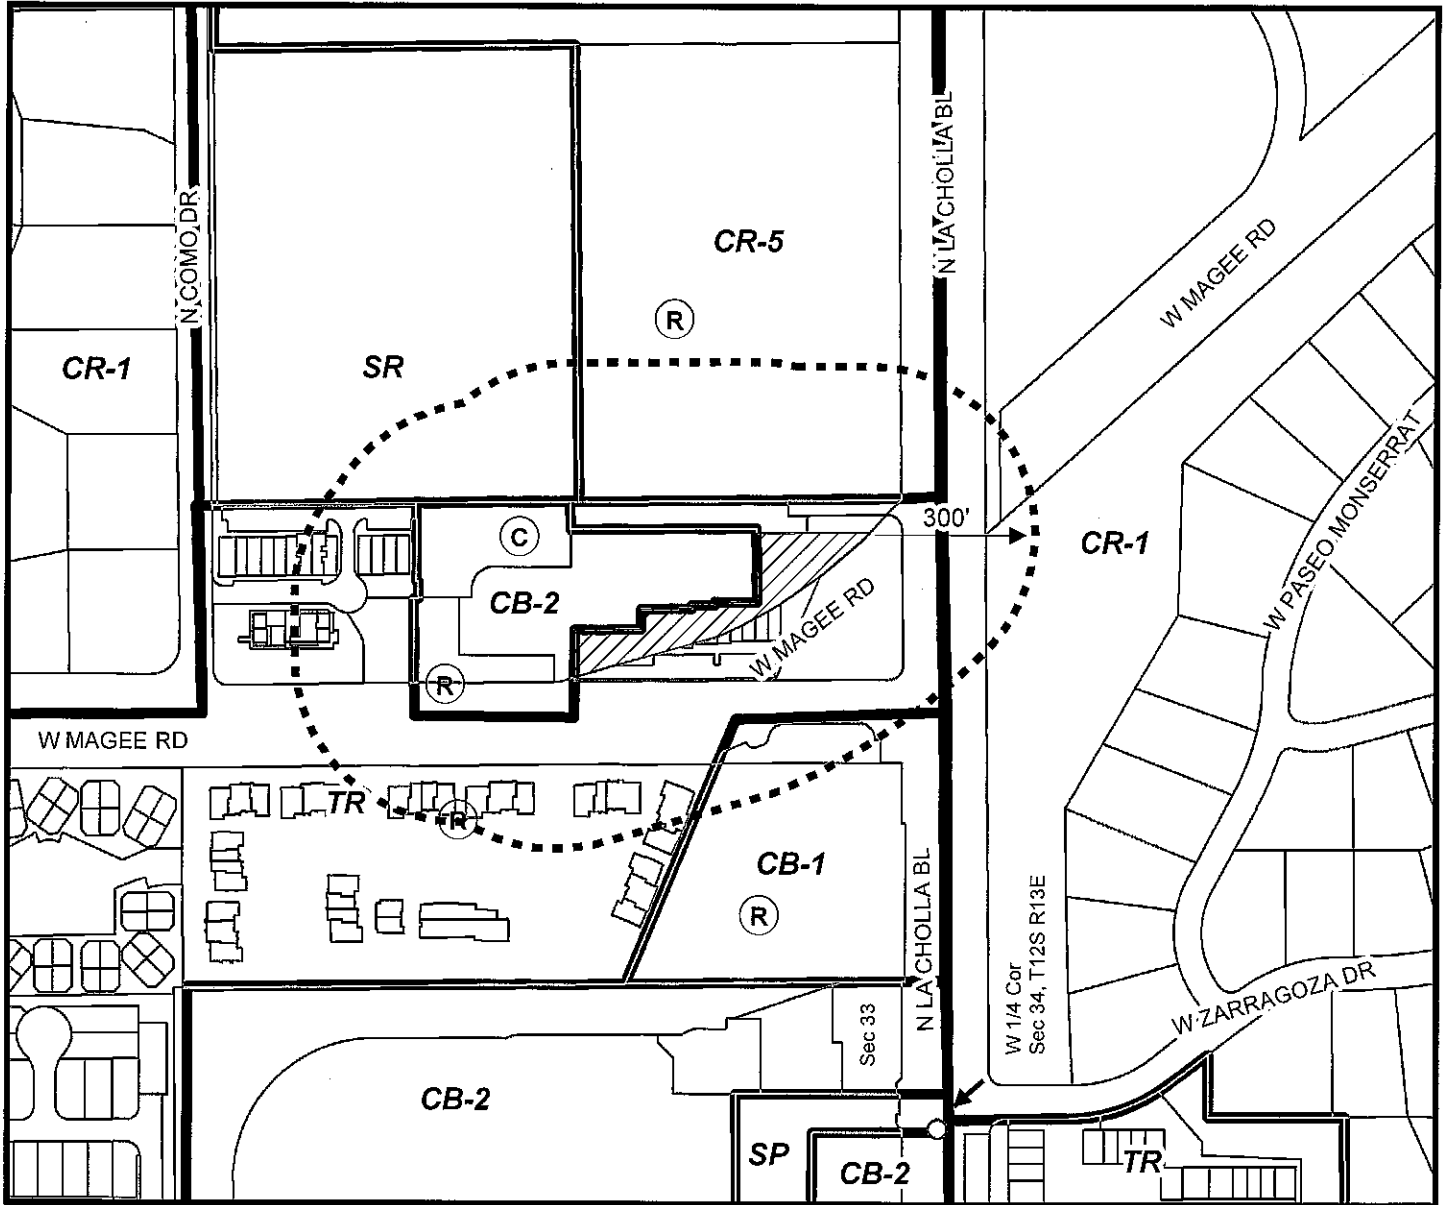 N COMO DR
N LA CHOLLA BL
CR-5
R
W MAGEE RD
CR-1
SR
W PASEO MONSERRAT
300'
C
CR-1
CB-2
W MAGEE RD
R
W MAGEE RD
TR
R
CB-1
R
N LA CHOLLA BL
W 1/4 Cor
Sec 34, T12S R13E
W ZARRAGOZA DR
Sec 33
CB-2
SP
CB-2
TR